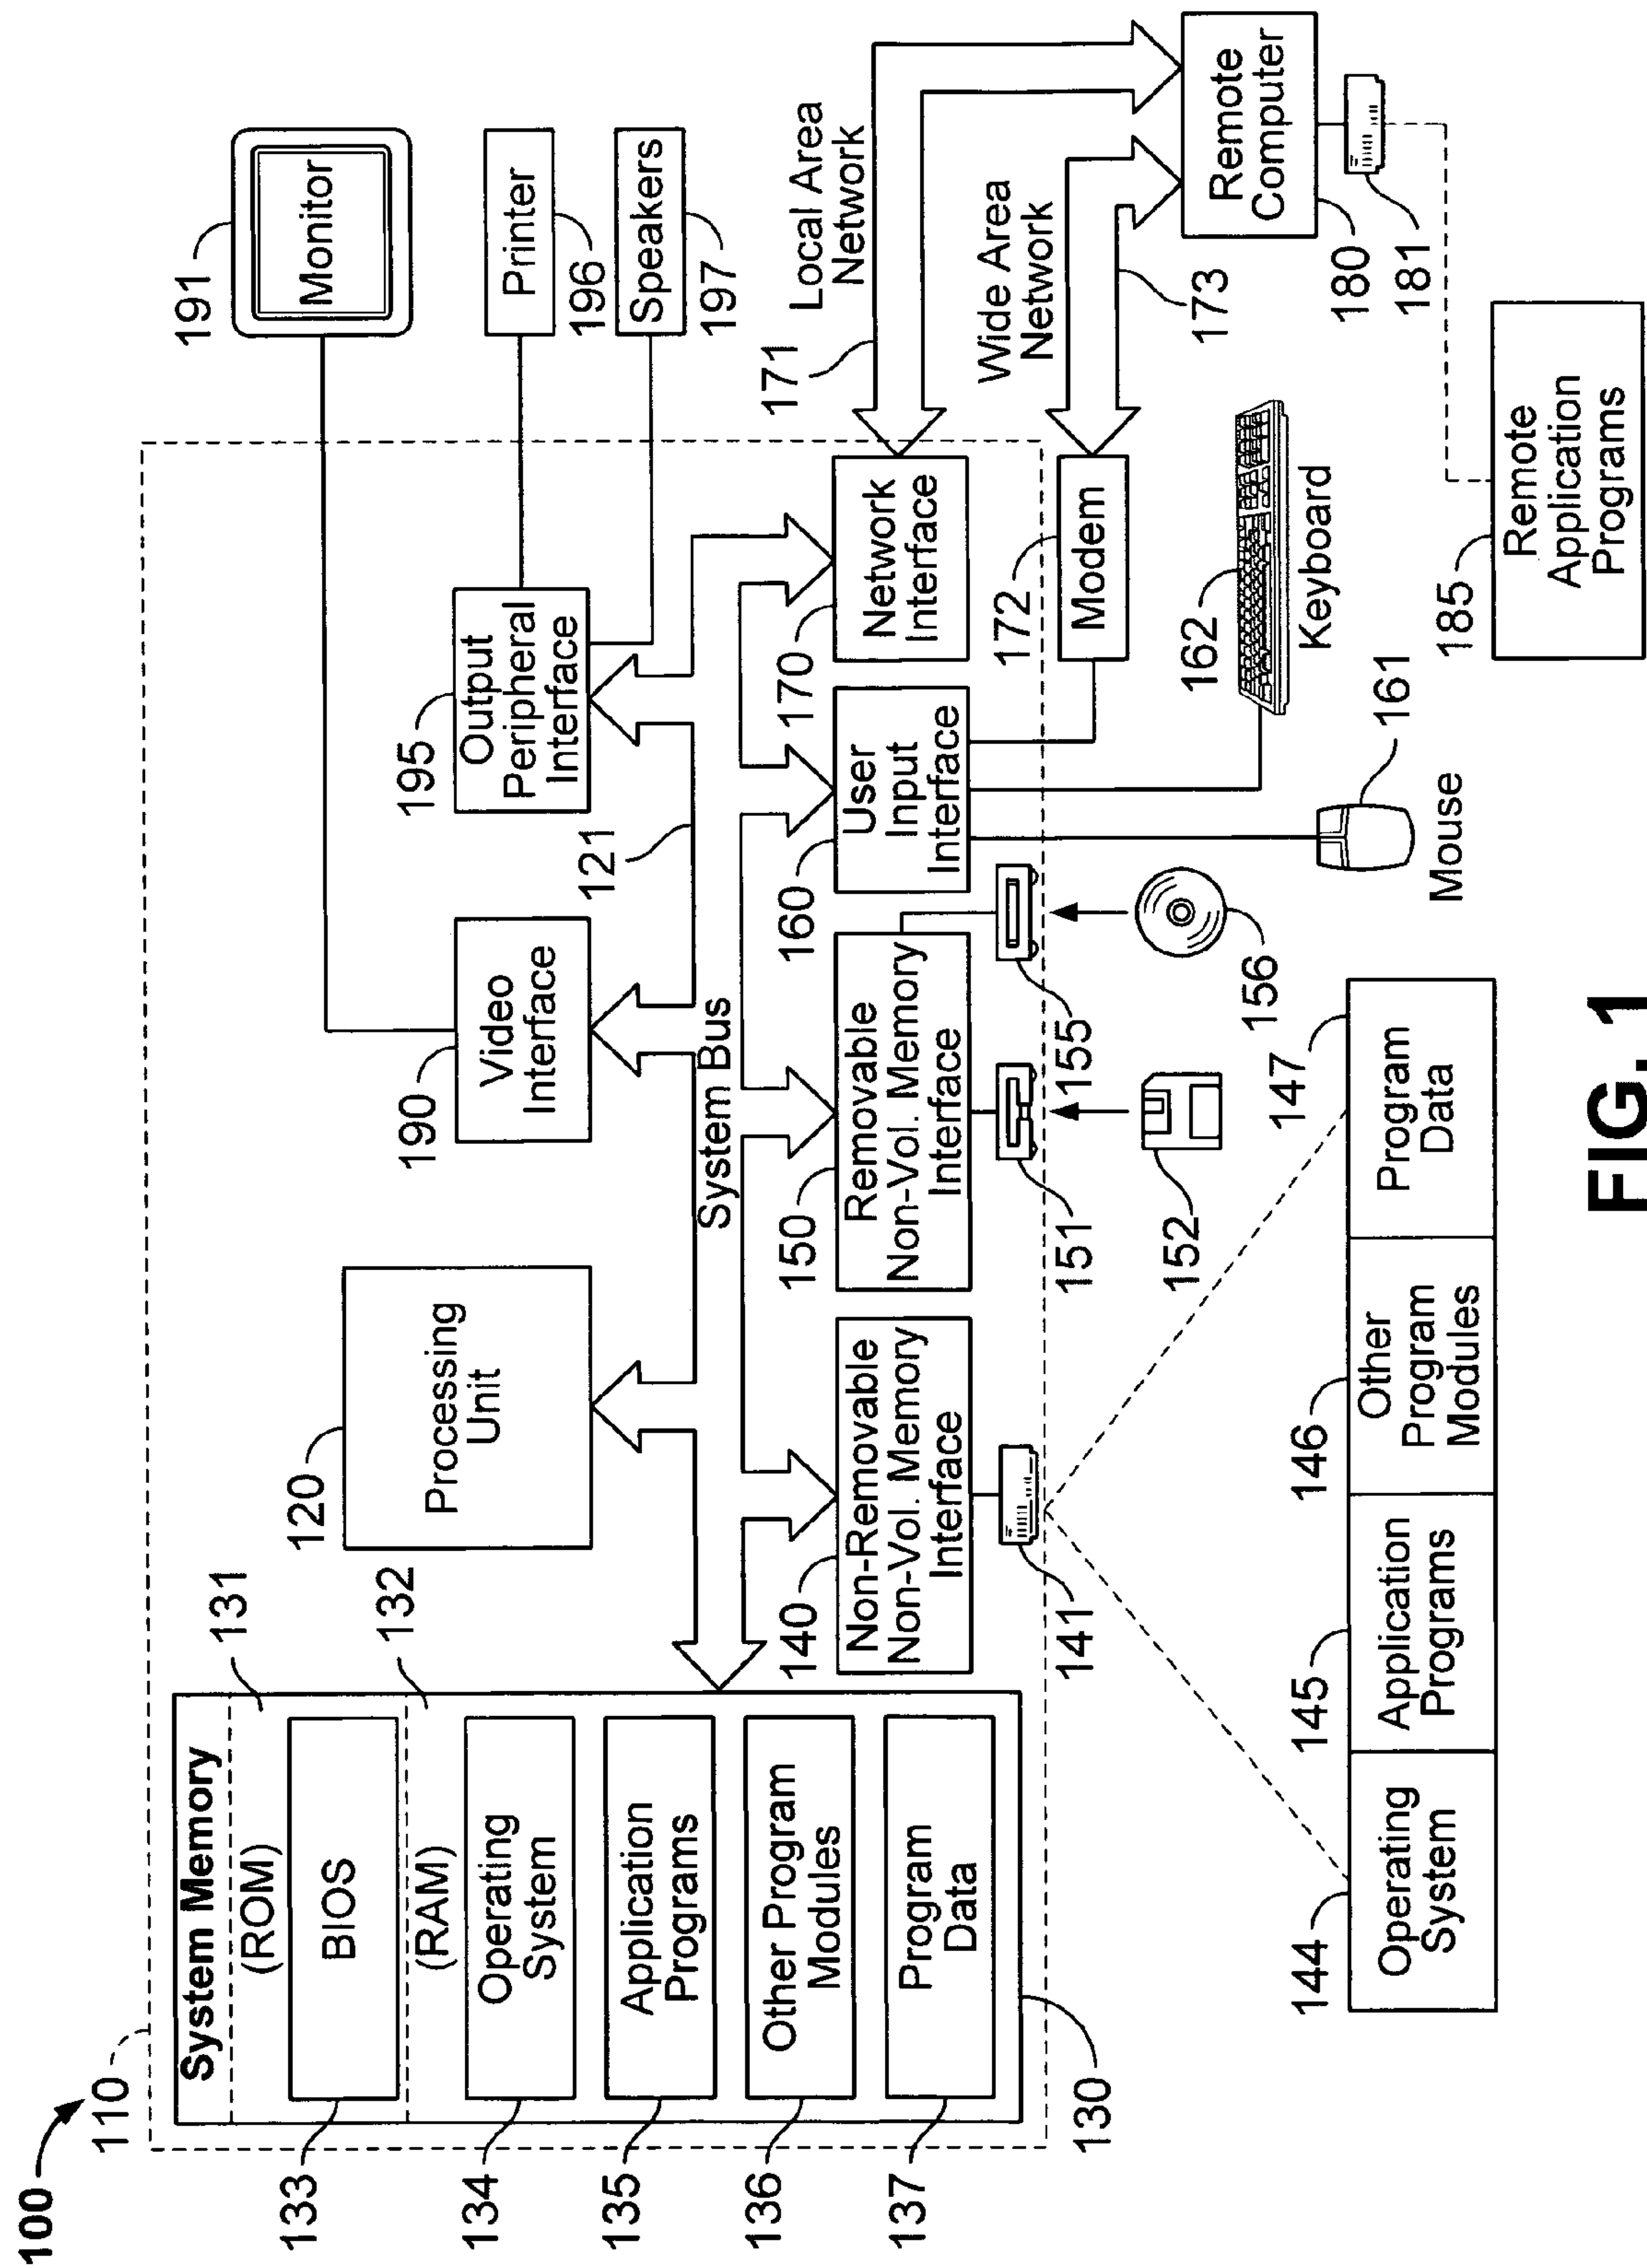 100
110
System Memory
(ROM)
131
BIOS
133
(RAM)
132
Operating
System
134
Application
Programs
135
Other Program
Modules
136
Program
Data
137
130
120
Processing
Unit
190
Video
Interface
195
Output
Peripheral
Interface
121
System Bus
191
Monitor
Printer
196
Speakers
197
140
Non-Removable
Non-Vol. Memory
Interface
150
Removable
Non-Vol. Memory
Interface
160
User
Input
Interface
170
Network
Interface
171
Local Area
Network
172
Modem
Wide Area
Network
173
Remote
Computer
180
181
141
151
155
152
156
162
Keyboard
161
Mouse
185
Remote
Application
Programs
144
Operating
System
145
Application
Programs
146
Other
Program
Modules
147
Program
Data
FIG. 1